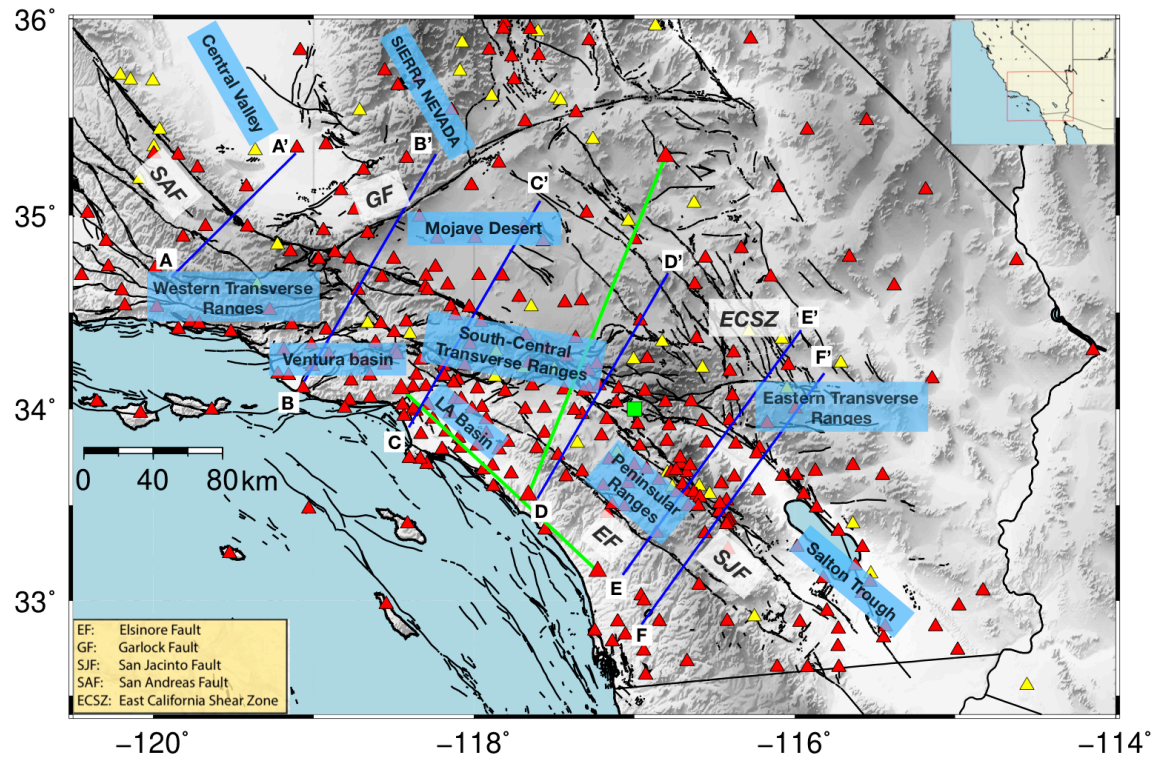 36°
Central Valley
SIERRA NEVADA
A'
B'
SAF
GF
C'
35°
Mojave Desert
A
D'
Western Transverse
Ranges
ECSZ
E'
South-Central
Transverse Ranges
Ventura basin
F'
B
34°
Eastern Transverse
Ranges
LA Basin
C
0 40 80 km
Peninsular
Ranges
D
EF
SJF
Salton Trough
E
33°
F
EF: Elsinore Fault
GF: Garlock Fault
SJF: San Jacinto Fault
SAF: San Andreas Fault
ECSZ: East California Shear Zone
−120° −118° −116° −114°